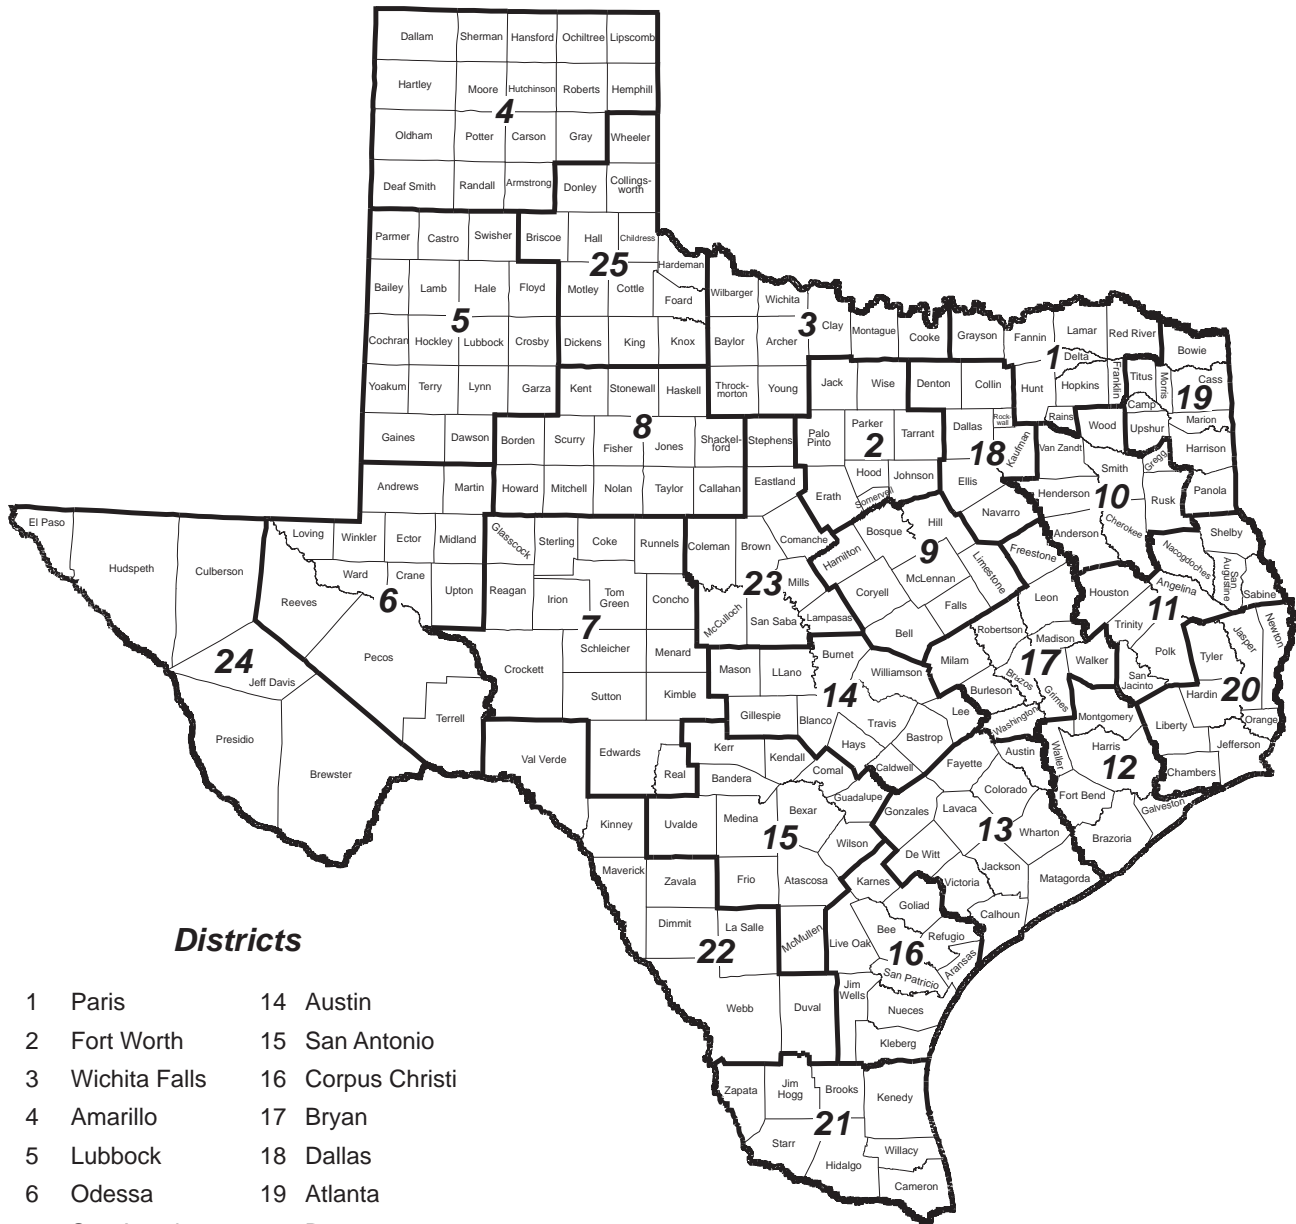 Dallam Sherman Hansford Ochiltree Lipscomb
Hartley Moore Hutchinson Roberts Hemphill
4
Oldham Potter Carson Gray Wheeler
Deaf Smith Randall Armstrong Donley Collings-
worth
Parmer Castro Swisher Briscoe Hall Childress
25 Hardeman
Bailey Lamb Hale Floyd Motley Cottle Foard Wilbarger Wichita
5 3 Clay Montague Cooke Grayson Fannin Lamar Red River Bowie
Cochran Hockley Lubbock Crosby Dickens King Knox Baylor Archer
1 Delta Franklin Titus Morris Cass
Yoakum Terry Lynn Garza Kent Stonewall Haskell Throck-
morton Young Jack Wise Denton Collin Hunt Hopkins Camp 19
Rains Wood Upshur Marion
Gaines Dawson Borden Scurry Fisher 8 Jones Shackel-
ford Stephens Palo
Pinto Parker 2 Tarrant Dallas Rock-
wall Kaufman 18 Van Zandt Smith Gregg Harrison
Andrews Martin Howard Mitchell Nolan Taylor Callahan Eastland Erath Hood Somervell Johnson Ellis Navarro Henderson 10 Rusk Panola
El Paso Hudspeth Culberson Loving Winkler Ector Midland Glasscock Sterling Coke Runnels Coleman Brown Comanche Bosque Hill Freestone Anderson Cherokee Nacogdoches Shelby
Reeves Ward Crane Upton Reagan Irion Tom
Green Concho McCulloch 23 Mills Hamilton 9 McLennan Limestone Leon Houston Angelina San
Augustine Sabine
6 7 San Saba Lampasas Coryell Falls Robertson Madison Trinity 11 Jasper Newton
24 Jeff Davis Pecos Crockett Schleicher Menard Mason LLano Burnet Bell Milam 17 Walker Polk Tyler
Presidio Brewster Terrell Sutton Kimble Gillespie Blanco 14 Williamson Burleson Brazos Grimes San
Jacinto Hardin 20
Travis Hays Bastrop Lee Washington Montgomery Liberty Orange
Val Verde Edwards Real Kerr Kendall Comal Caldwell Fayette Austin Waller Harris 12 Jefferson
Bandera Guadalupe Gonzales Lavaca Colorado Fort Bend Chambers Galveston
Kinney Uvalde Medina Bexar 15 Wilson De Witt 13 Wharton Brazoria
Maverick Zavala Frio Atascosa Karnes Victoria Jackson Matagorda
Dimmit La Salle McMullen Live Oak Bee Goliad Refugio Calhoun
22 16 Aransas San Patricio
Webb Duval Jim
Wells Nueces
Kleberg
Zapata Jim
Hogg Brooks Kenedy
21
Starr Hidalgo Willacy
Cameron
Districts
1 Paris 14 Austin
2 Fort Worth 15 San Antonio
3 Wichita Falls 16 Corpus Christi
4 Amarillo 17 Bryan
5 Lubbock 18 Dallas
6 Odessa 19 Atlanta